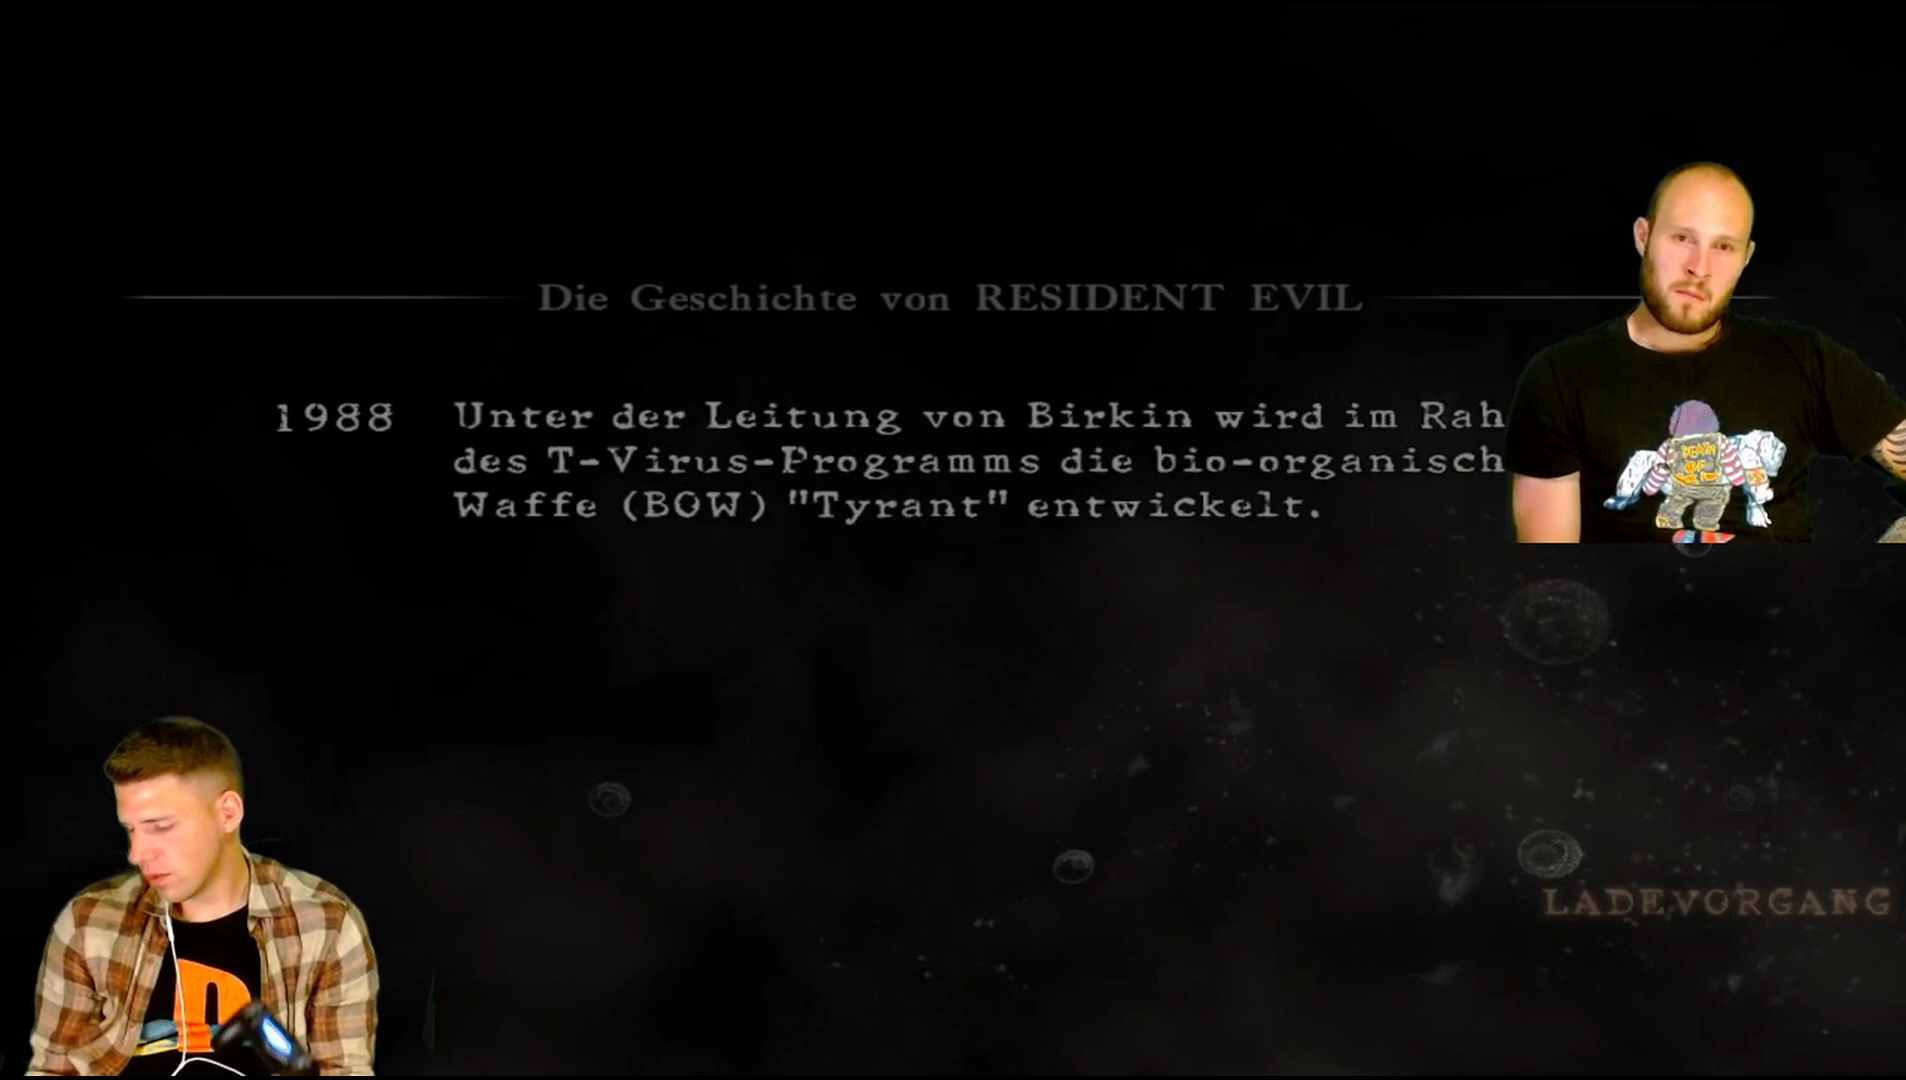 Die Geschichte von RESIDENT EVIL
1988 Unter der Leitung von Birkin wird im Rah
des T-Virus-Programms die bio-organisch
Waffe (BOW) "Tyrant" entwickelt.
LADEVORGANG